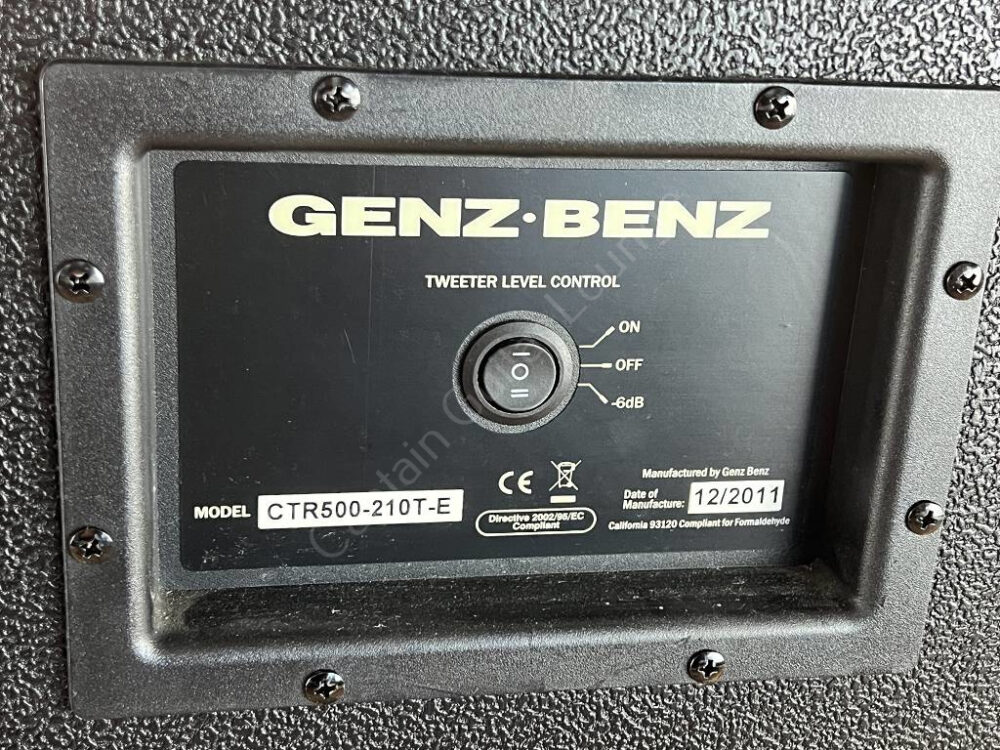 GENZ·BENZ
TWEETER LEVEL CONTROL
ON
OFF
-6dB
CE
Manufactured by Genz Benz
MODEL CTR500-210T-E
Directive 2002/95/EC
Compliant
Date of
Manufacture: 12/2011
California 93120 Compliant for Formaldehyde